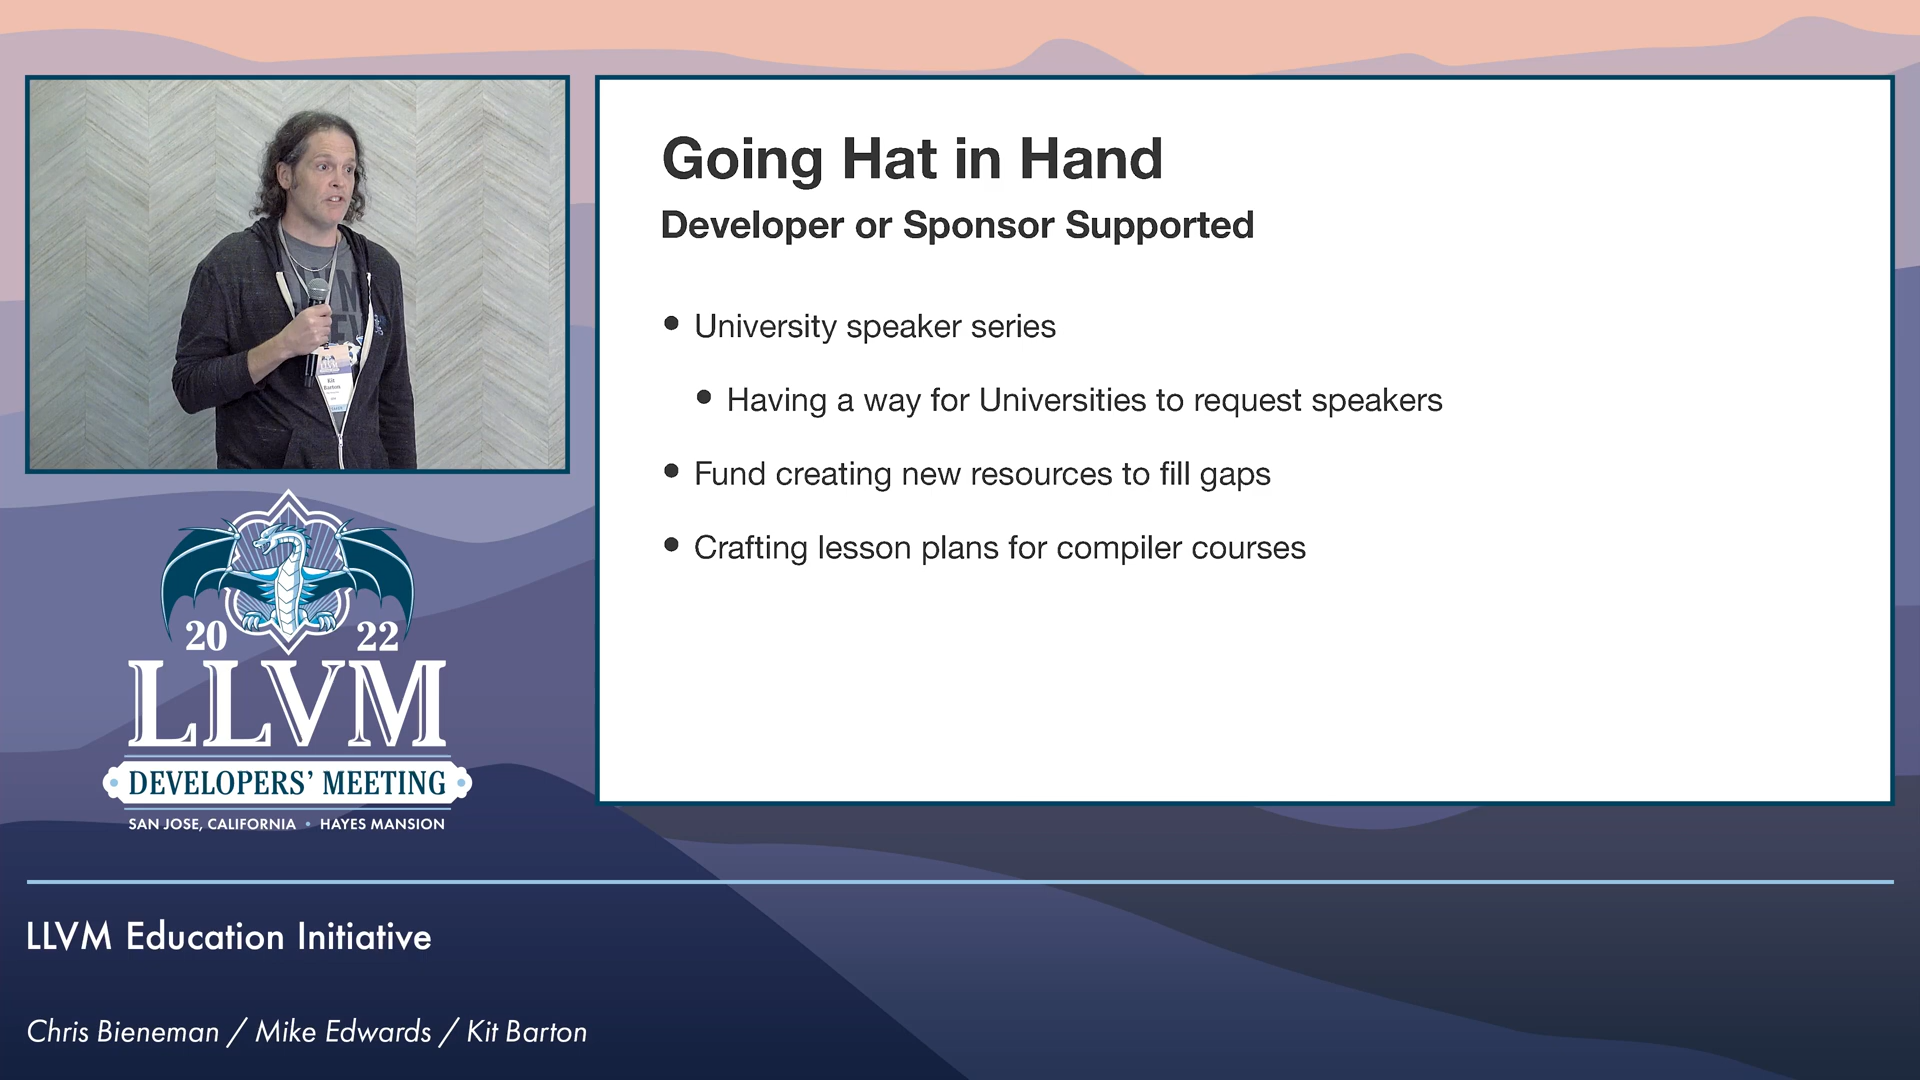 Going Hat in Hand
Developer or Sponsor Supported
• University speaker series
• Having a way for Universities to request speakers
• Fund creating new resources to fill gaps
• Crafting lesson plans for compiler courses
Kit
Barton
20 22
LLVM
DEVELOPERS' MEETING
SAN JOSE, CALIFORNIA • HAYES MANSION
LLVM Education Initiative
Chris Bieneman / Mike Edwards / Kit Barton